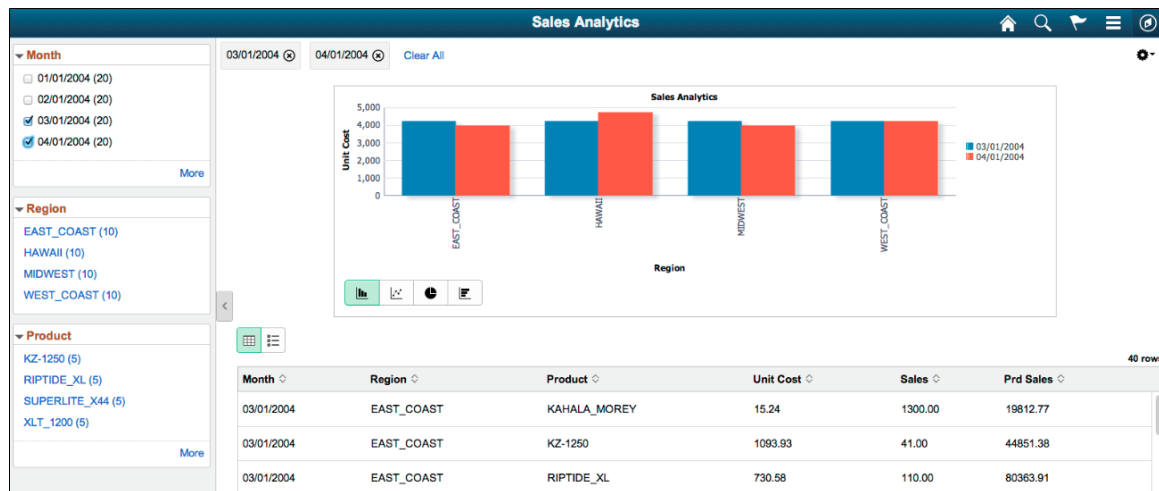 Sales Analytics
Month
01/01/2004 (20)
02/01/2004 (20)
03/01/2004 (20)
04/01/2004 (20)
More
Region
EAST_COAST (10)
HAWAII (10)
MIDWEST (10)
WEST_COAST (10)
Product
KZ-1250 (5)
RIPTIDE_XL (5)
SUPERLITE_X44 (5)
XLT_1200 (5)
More
03/01/2004 04/01/2004 Clear All
Sales Analytics
Unit Cost
5,000
4,000
3,000
2,000
1,000
0
EAST_COAST HAWAII MIDWEST WEST_COAST
Region
03/01/2004
04/01/2004
40 rows
Month Region Product Unit Cost Sales Prd Sales
03/01/2004 EAST_COAST KAHALA_MOREY 15.24 1300.00 19812.77
03/01/2004 EAST_COAST KZ-1250 1093.93 41.00 44851.38
03/01/2004 EAST_COAST RIPTIDE_XL 730.58 110.00 80363.91